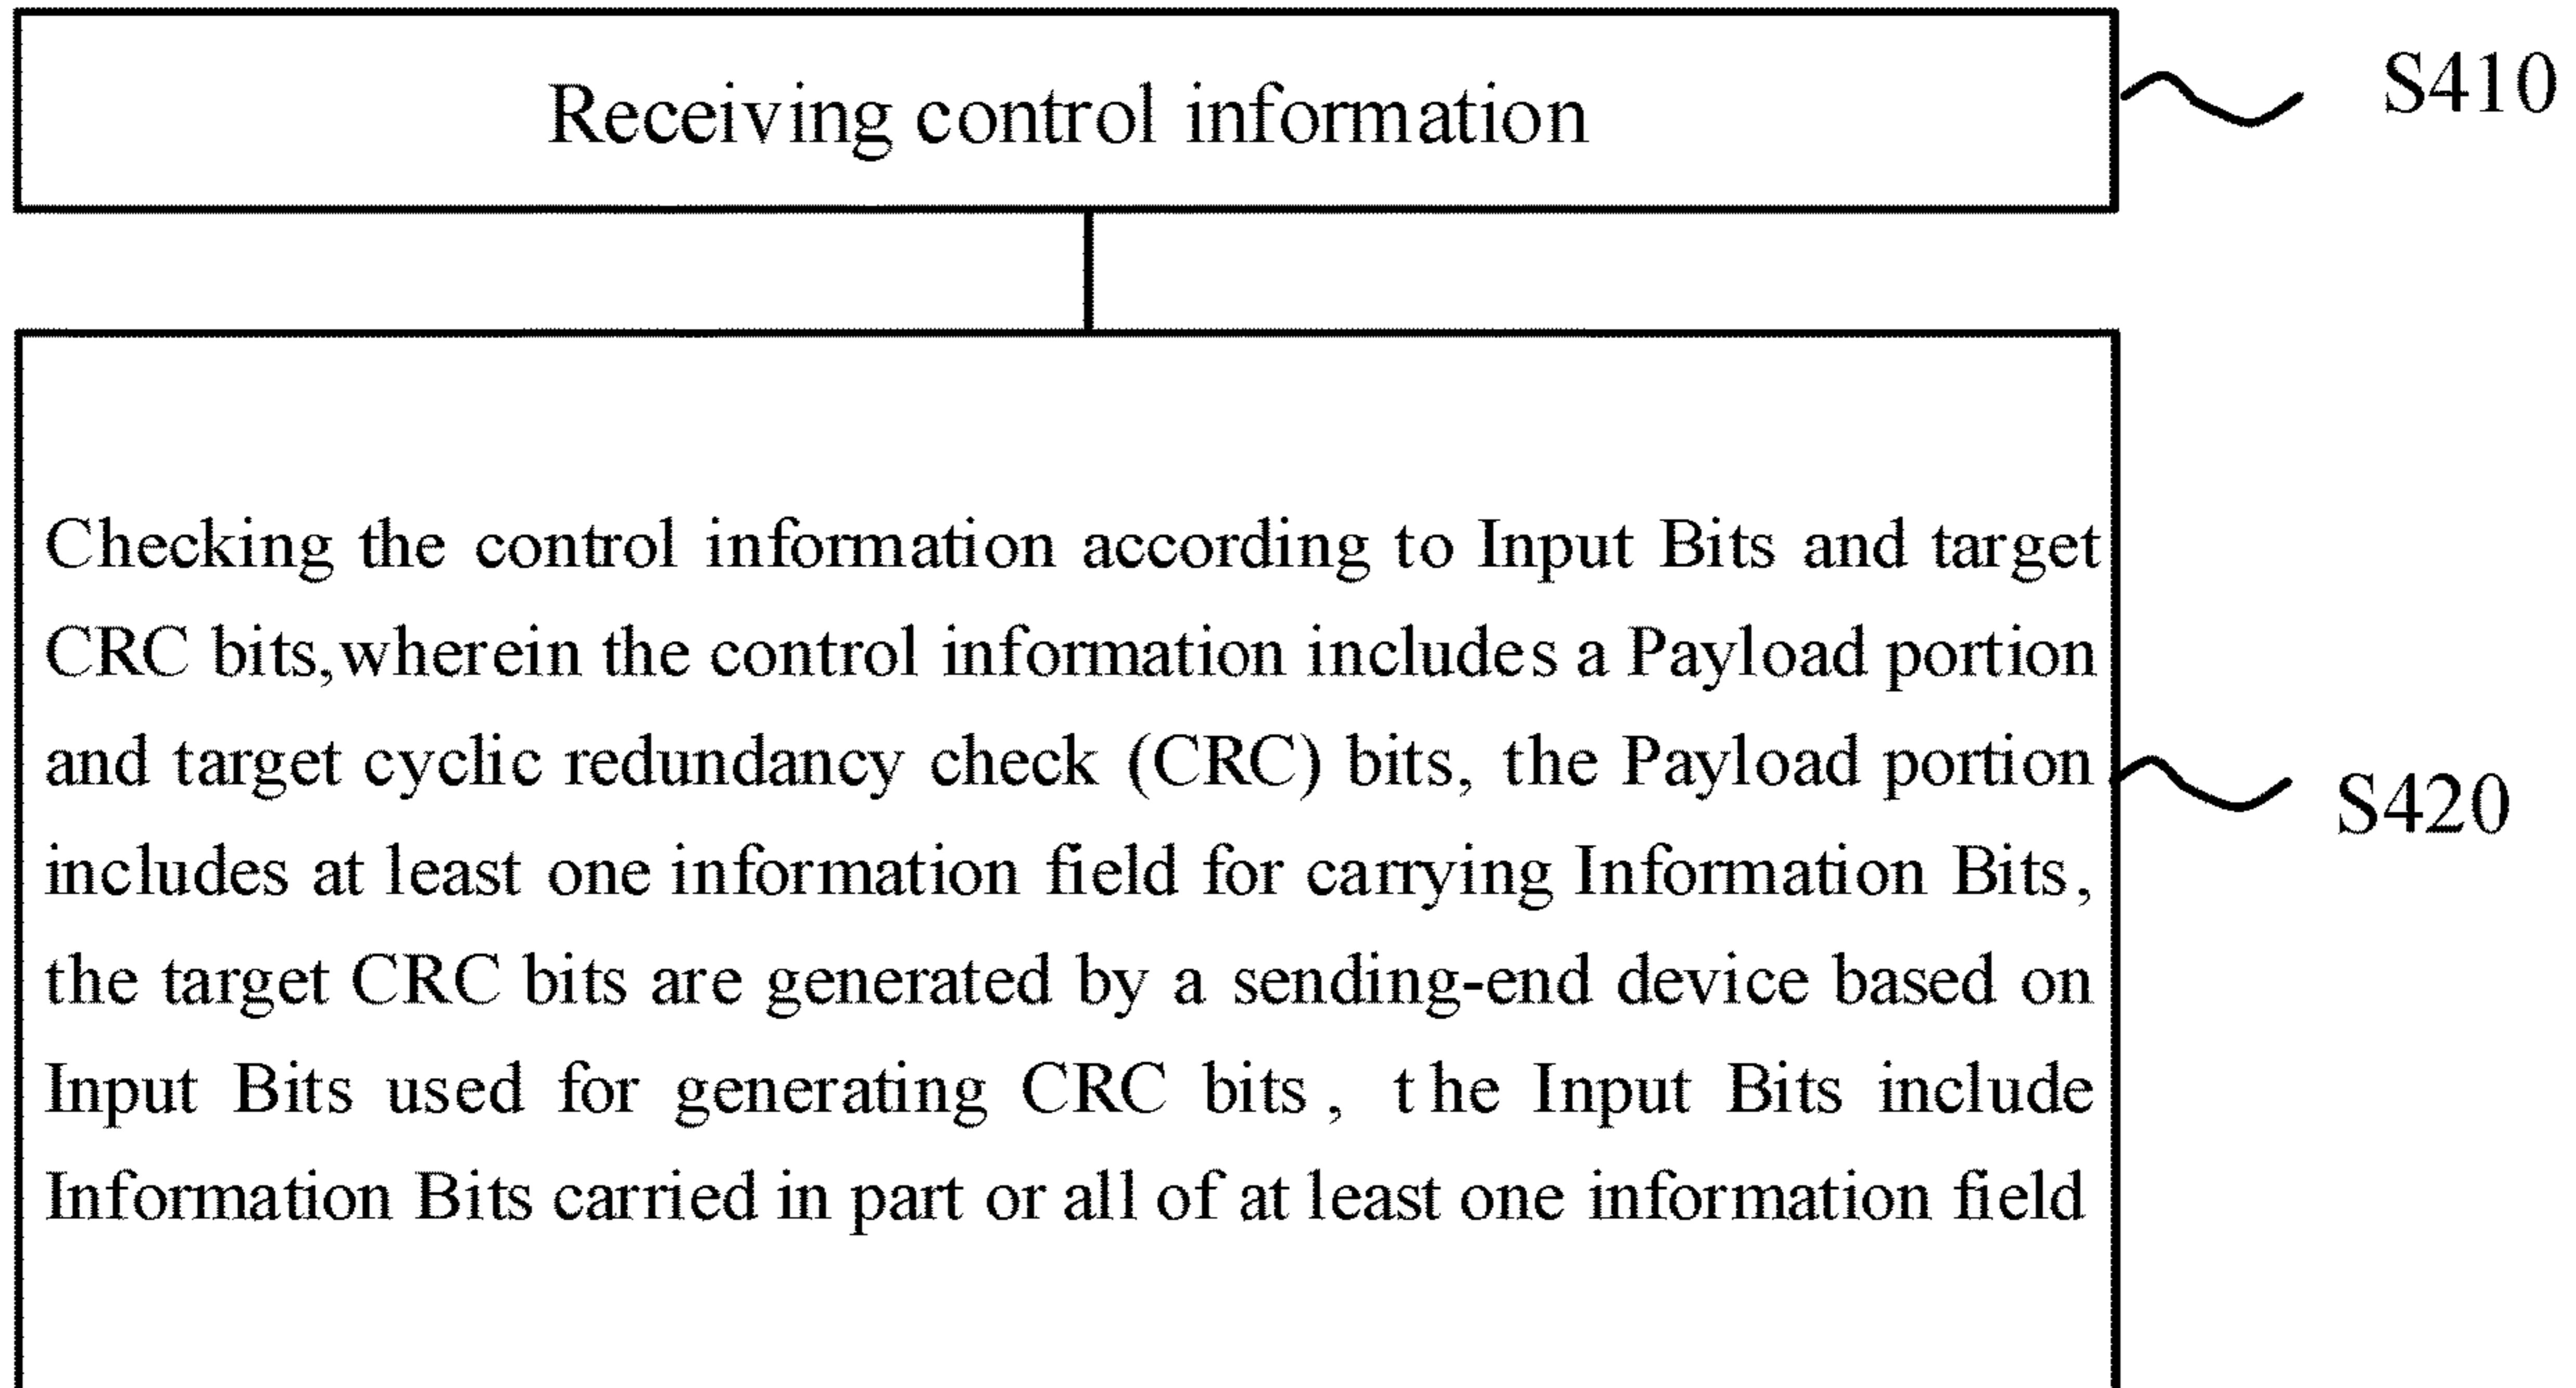 Receiving control information
S410
Checking the control information according to Input Bits and target
CRC bits,wherein the control information includes a Payload portion
and target cyclic redundancy check (CRC) bits, the Payload portion
S420
includes at least one information field for carrying Information Bits,
the target CRC bits are generated by a sending-end device based on
Input Bits used for generating CRC bits , the Input Bits include
Information Bits carried in part or all of at least one information field